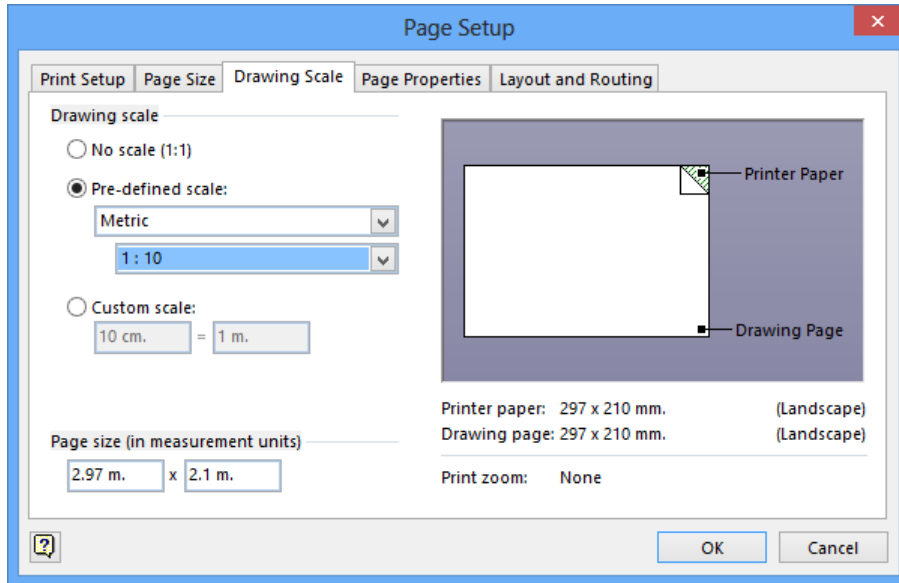 Page Setup
Print Setup Page Size Drawing Scale Page Properties Layout and Routing
Drawing scale
No scale (1:1)
Pre-defined scale:
Metric
1 : 10
Custom scale:
10 cm. = 1 m.
Page size (in measurement units)
2.97 m. x 2.1 m.
Printer Paper
Drawing Page
Printer paper: 297 x 210 mm. (Landscape)
Drawing page: 297 x 210 mm. (Landscape)
Print zoom: None
OK Cancel